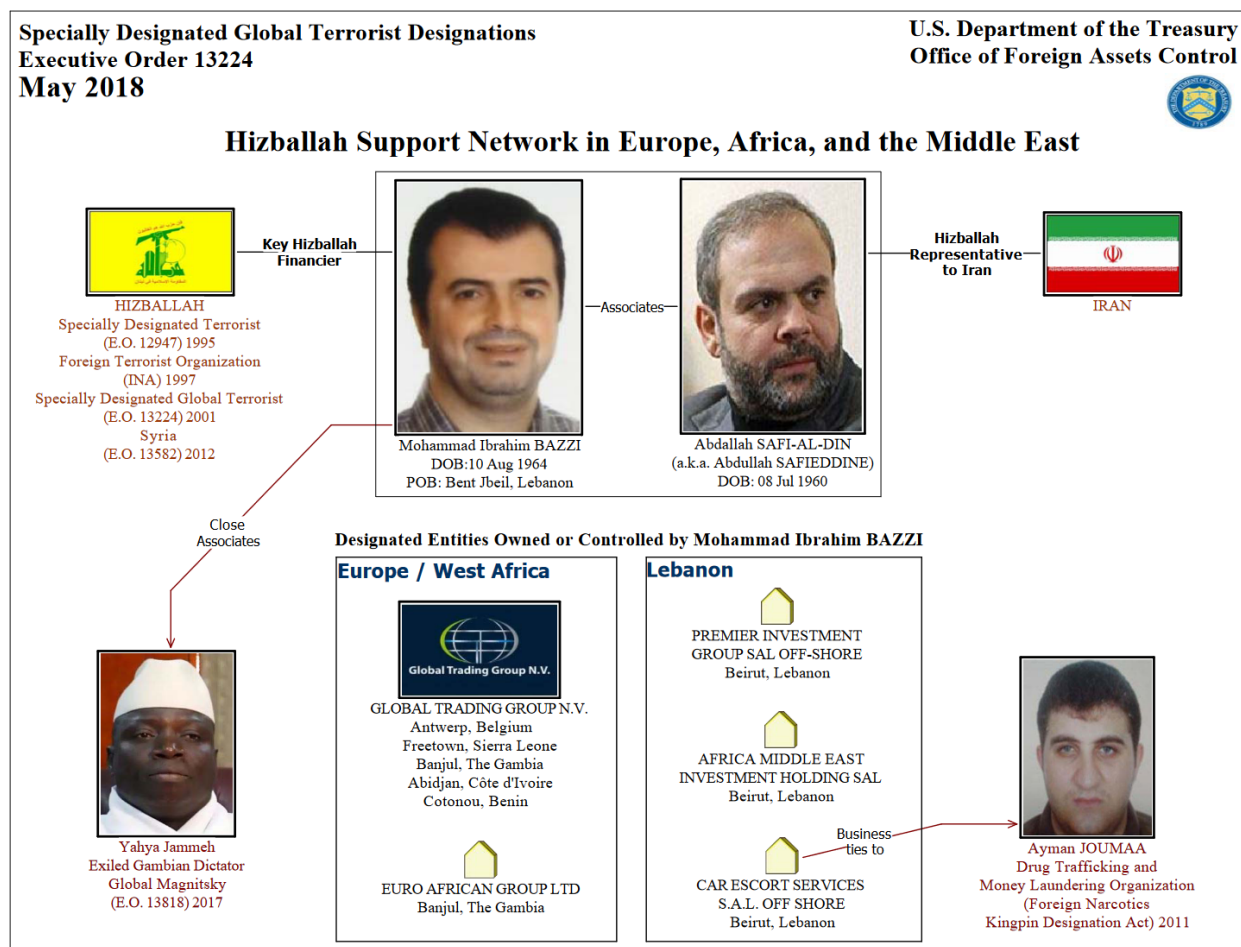 Specially Designated Global Terrorist Designations
Executive Order 13224
May 2018
U.S. Department of the Treasury
Office of Foreign Assets Control
Hizballah Support Network in Europe, Africa, and the Middle East
Key Hizballah
Financier
HIZBALLAH
Specially Designated Terrorist
(E.O. 12947) 1995
Foreign Terrorist Organization
(INA) 1997
Specially Designated Global Terrorist
(E.O. 13224) 2001
Syria
(E.O. 13582) 2012
Associates
Mohammad Ibrahim BAZZI
DOB:10 Aug 1964
POB: Bent Jbeil, Lebanon
Abdallah SAFI-AL-DIN
(a.k.a. Abdullah SAFIEDDINE)
DOB: 08 Jul 1960
Hizballah
Representative
to Iran
IRAN
Close
Associates
Yahya Jammeh
Exiled Gambian Dictator
Global Magnitsky
(E.O. 13818) 2017
Designated Entities Owned or Controlled by Mohammad Ibrahim BAZZI
Europe / West Africa
Global Trading Group N.V.
GLOBAL TRADING GROUP N.V.
Antwerp, Belgium
Freetown, Sierra Leone
Banjul, The Gambia
Abidjan, Côte d'Ivoire
Cotonou, Benin
EURO AFRICAN GROUP LTD
Banjul, The Gambia
Lebanon
PREMIER INVESTMENT
GROUP SAL OFF-SHORE
Beirut, Lebanon
AFRICA MIDDLE EAST
INVESTMENT HOLDING SAL
Beirut, Lebanon
CAR ESCORT SERVICES
S.A.L. OFF SHORE
Beirut, Lebanon
Business
ties to
Ayman JOUMAA
Drug Trafficking and
Money Laundering Organization
(Foreign Narcotics
Kingpin Designation Act) 2011